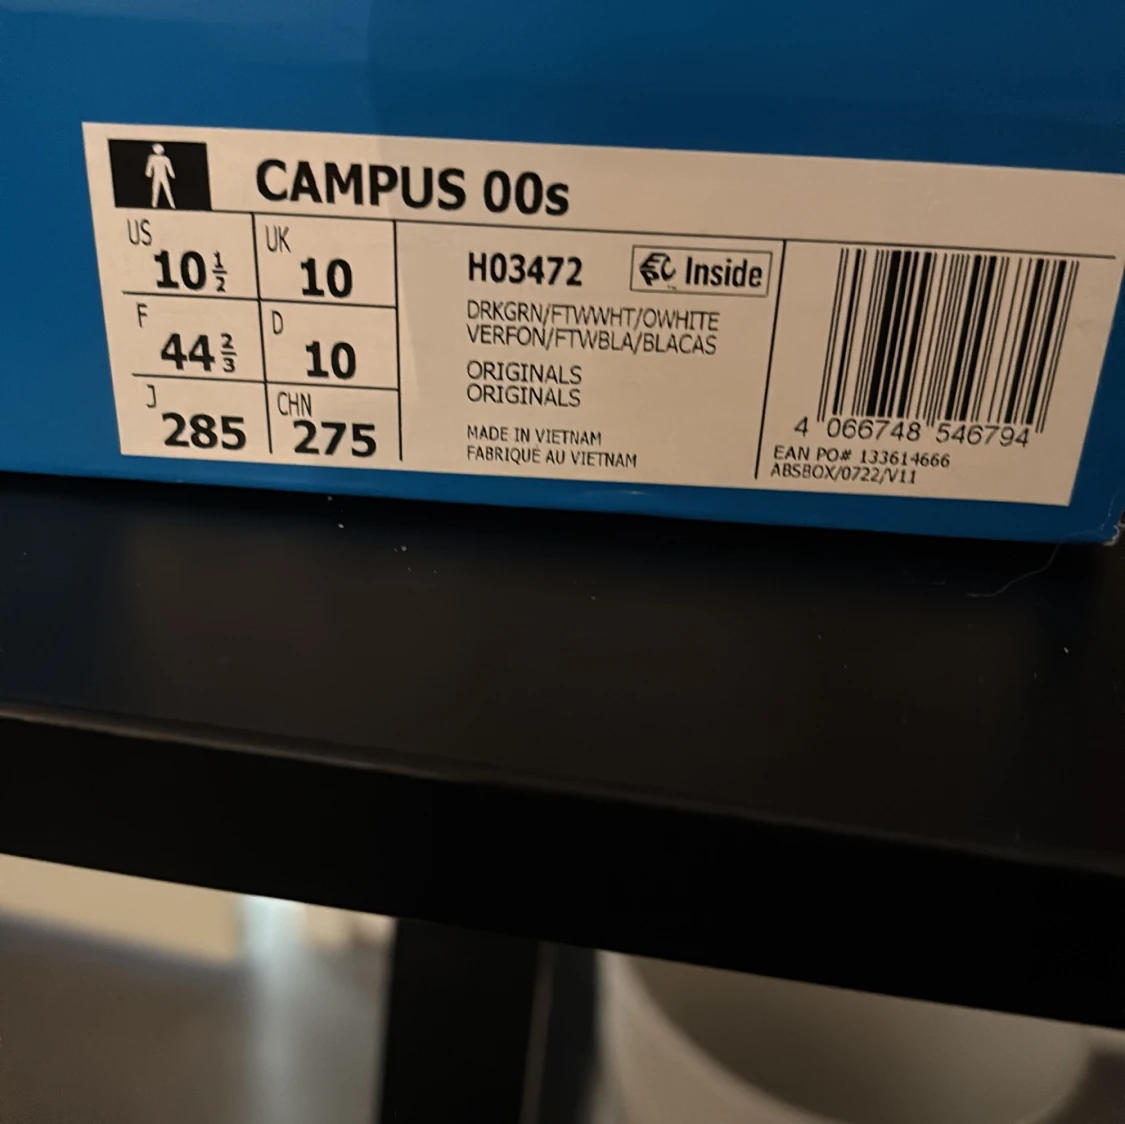 CAMPUS 00s
US 10 1/2
UK 10
F 44 2/3
D 10
J 285
CHN 275
H03472
Inside
DRKGRN/FTWWHT/OWHITE
VERFON/FTWBLA/BLACAS
ORIGINALS
ORIGINALS
MADE IN VIETNAM
FABRIQUÉ AU VIETNAM
4 066748 546794
EAN PO# 133614666
ABSBOX/0722/V11